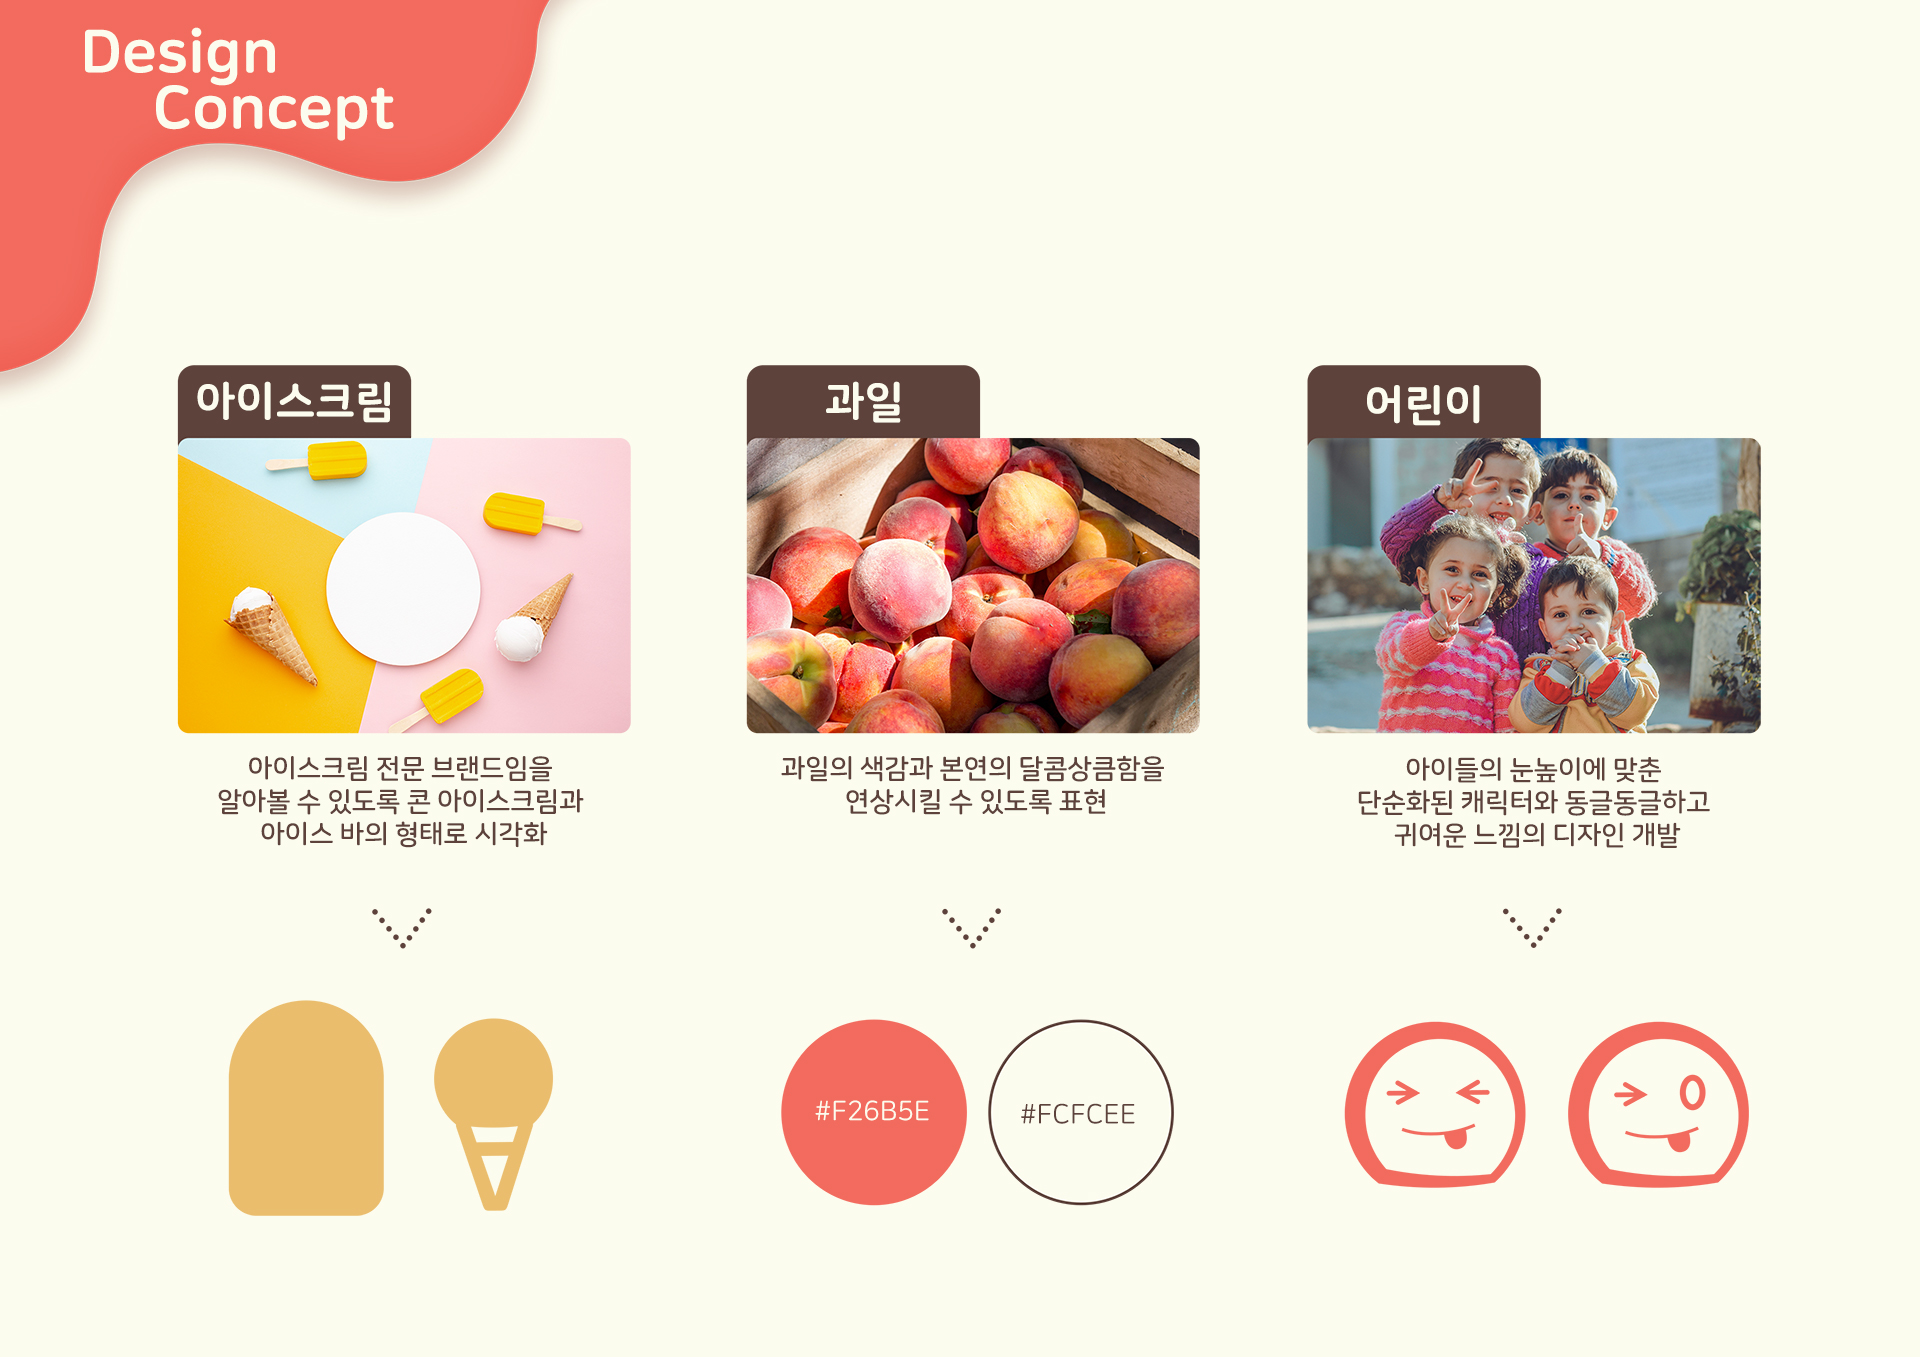 Design
Concept
아이스크림
아이스크림 전문 브랜드임을
알아볼 수 있도록 콘 아이스크림과
아이스 바의 형태로 시각화
과일
과일의 색감과 본연의 달콤상큼함을
연상시킬 수 있도록 표현
#F26B5E
#FCFCEE
어린이
아이들의 눈높이에 맞춘
단순화된 캐릭터와 동글동글하고
귀여운 느낌의 디자인 개발